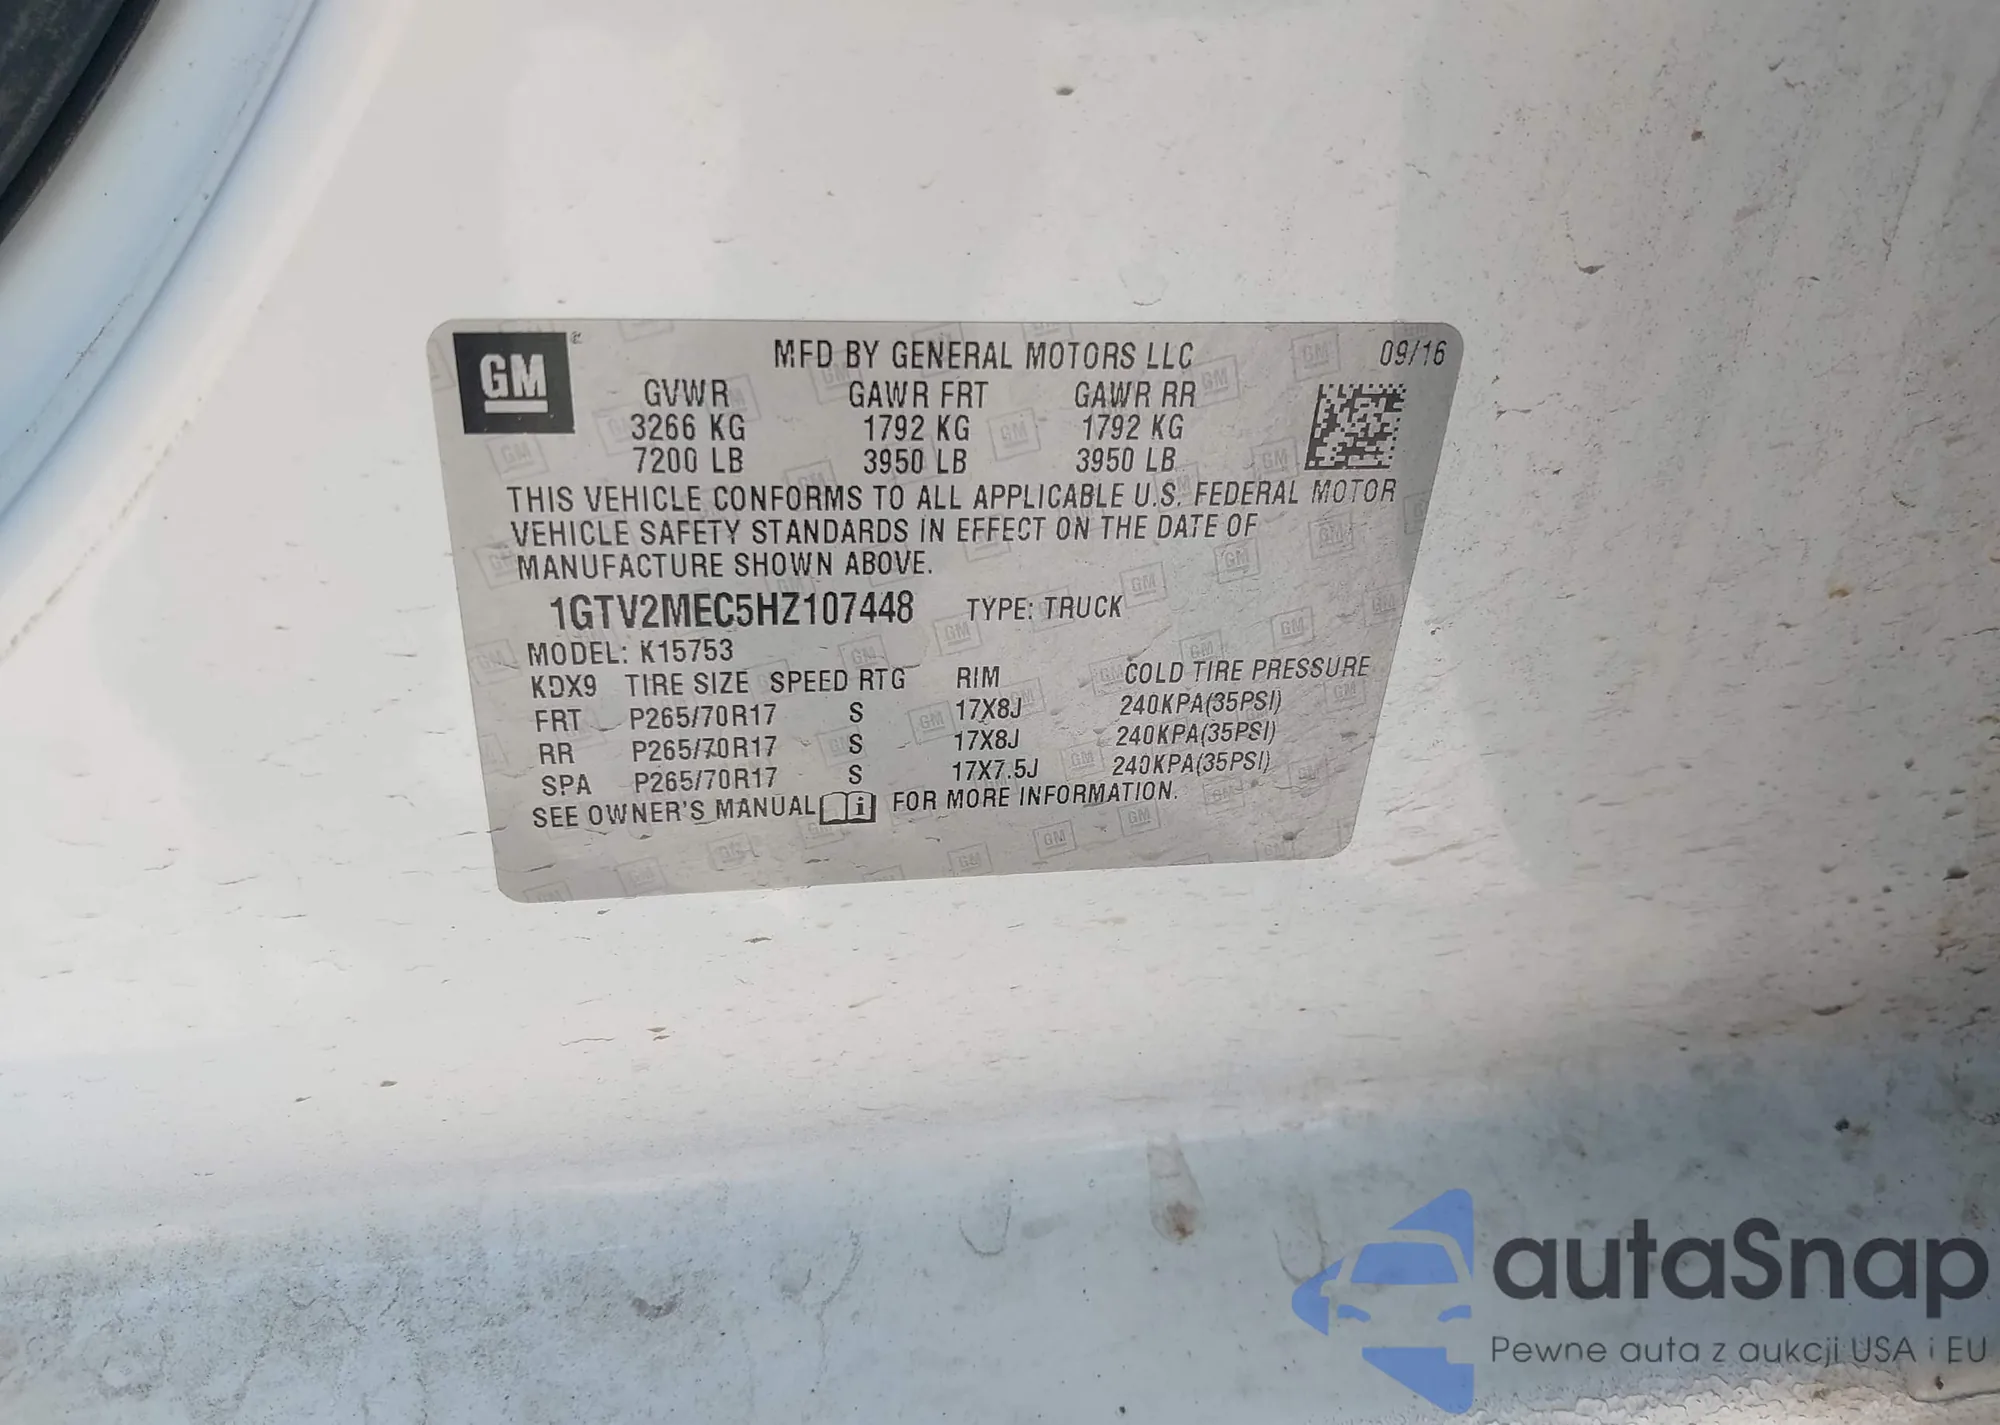 GM
MFD BY GENERAL MOTORS LLC 09/16
GVWR GAWR FRT GAWR RR
3266 KG 1792 KG 1792 KG
7200 LB 3950 LB 3950 LB
THIS VEHICLE CONFORMS TO ALL APPLICABLE U.S. FEDERAL MOTOR
VEHICLE SAFETY STANDARDS IN EFFECT ON THE DATE OF
MANUFACTURE SHOWN ABOVE.
1GTV2MEC5HZ107448 TYPE: TRUCK
MODEL: K15753
KDX9 TIRE SIZE SPEED RTG RIM COLD TIRE PRESSURE
FRT P265/70R17 S 17X8J 240KPA(35PSI)
RR P265/70R17 S 17X8J 240KPA(35PSI)
SPA P265/70R17 S 17X7.5J 240KPA(35PSI)
SEE OWNER'S MANUAL i FOR MORE INFORMATION.
autaSnap
Pewne auta z aukcji USA i EU